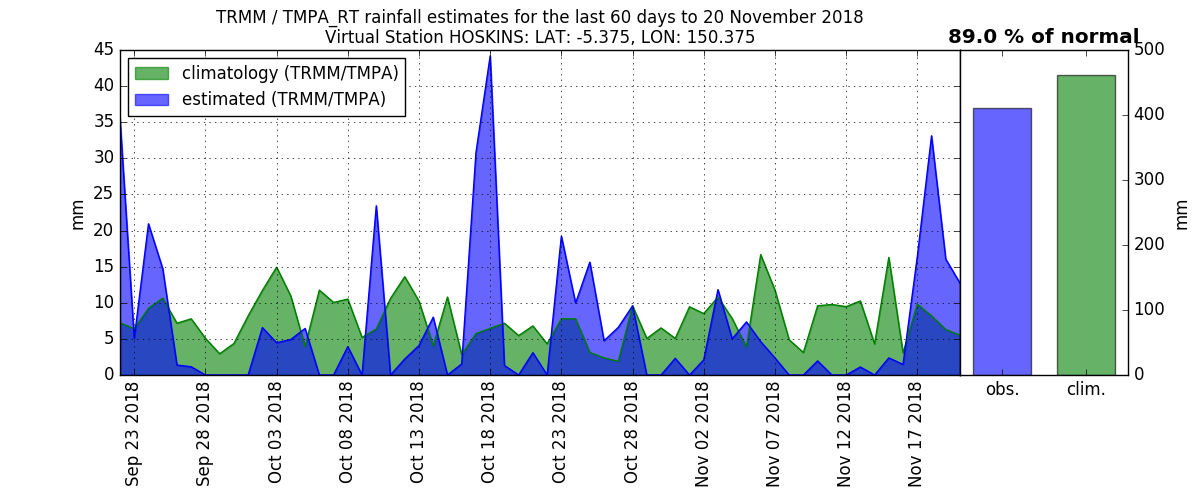 TRMM / TMPA_RT rainfall estimates for the last 60 days to 20 November 2018
Virtual Station HOSKINS: LAT: -5.375, LON: 150.375
89.0 % of normal
climatology (TRMM/TMPA)
estimated (TRMM/TMPA)
mm
45
40
35
30
25
20
15
10
5
0
Sep 23 2018
Sep 28 2018
Oct 03 2018
Oct 08 2018
Oct 13 2018
Oct 18 2018
Oct 23 2018
Oct 28 2018
Nov 02 2018
Nov 07 2018
Nov 12 2018
Nov 17 2018
obs.
clim.
500
400
300
200
100
0
mm